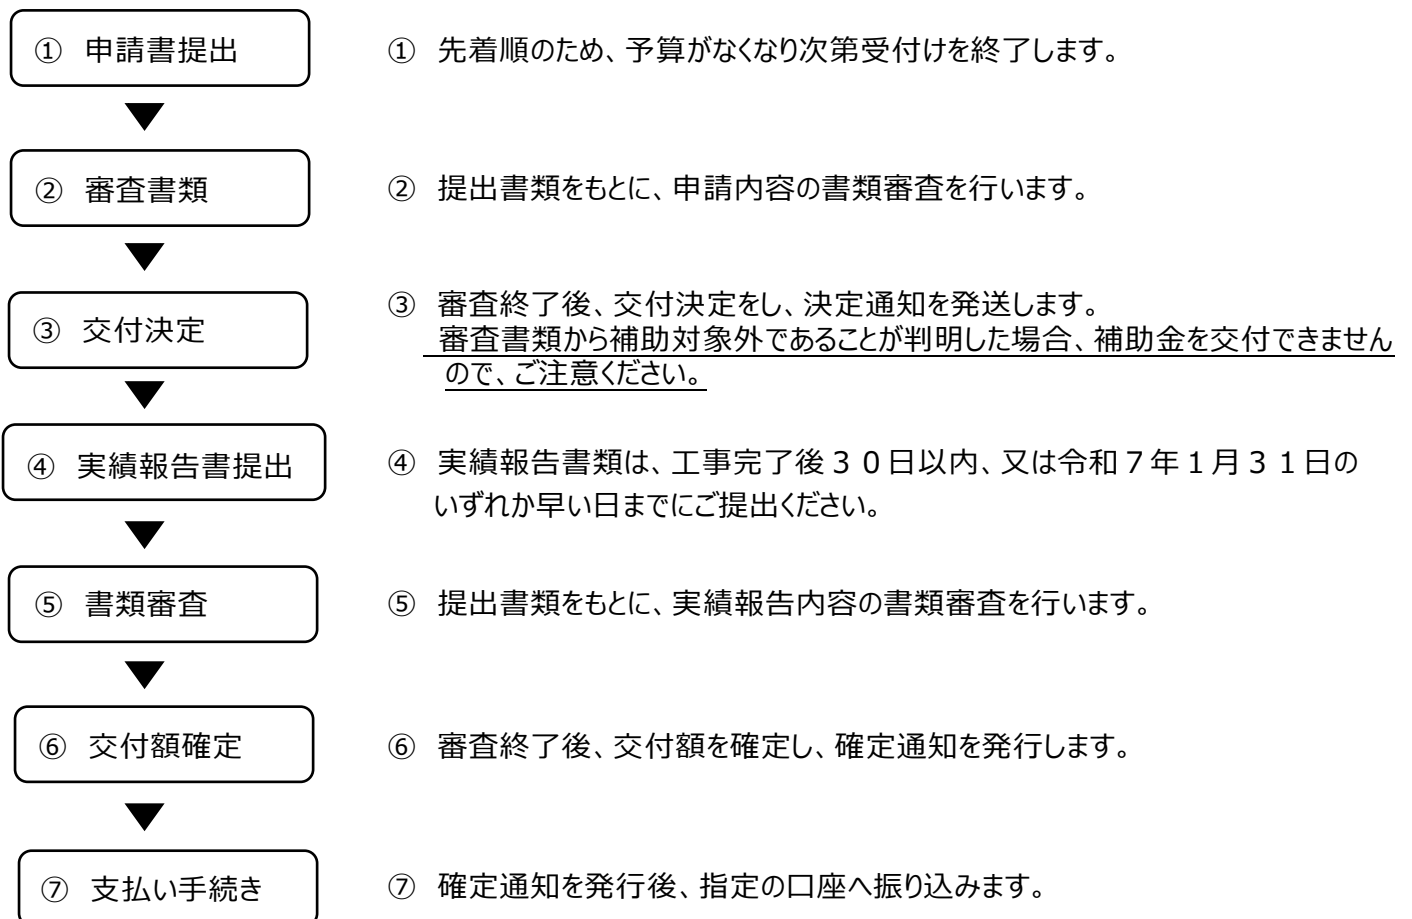 ① 申請書提出
① 先着順のため、予算がなくなり次第受付けを終了します。
② 審査書類
② 提出書類をもとに、申請内容の書類審査を行います。
③ 交付決定
③ 審査終了後、交付決定をし、決定通知を発送します。
審査書類から補助対象外であることが判明した場合、補助金を交付できません
ので、ご注意ください。
④ 実績報告書提出
④ 実績報告書類は、工事完了後30日以内、又は令和7年1月31日の
いずれか早い日までにご提出ください。
⑤ 書類審査
⑤ 提出書類をもとに、実績報告内容の書類審査を行います。
⑥ 交付額確定
⑥ 審査終了後、交付額を確定し、確定通知を発行します。
⑦ 支払い手続き
⑦ 確定通知を発行後、指定の口座へ振り込みます。